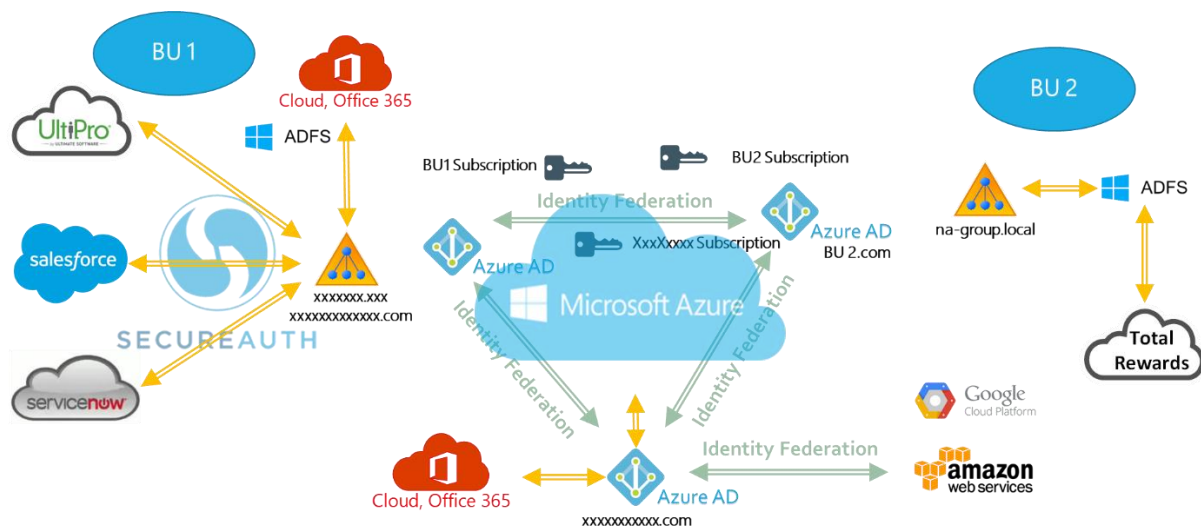 BU 1
UltiPro
BY ULTIMATE SOFTWARE
Cloud, Office 365
ADFS
salesforce
SECUREAUTH
servicenow
xxxxxxx.xxx
xxxxxxxxxxxxx.com
BU1 Subscription
BU2 Subscription
Identity Federation
XxxXxxxx Subscription
Azure AD
Azure AD
BU 2.com
Microsoft Azure
Identity Federation
Identity Federation
Cloud, Office 365
Azure AD
xxxxxxxxxxx.com
Identity Federation
BU 2
na-group.local
ADFS
Total
Rewards
Google
Cloud Platform
amazon
web services